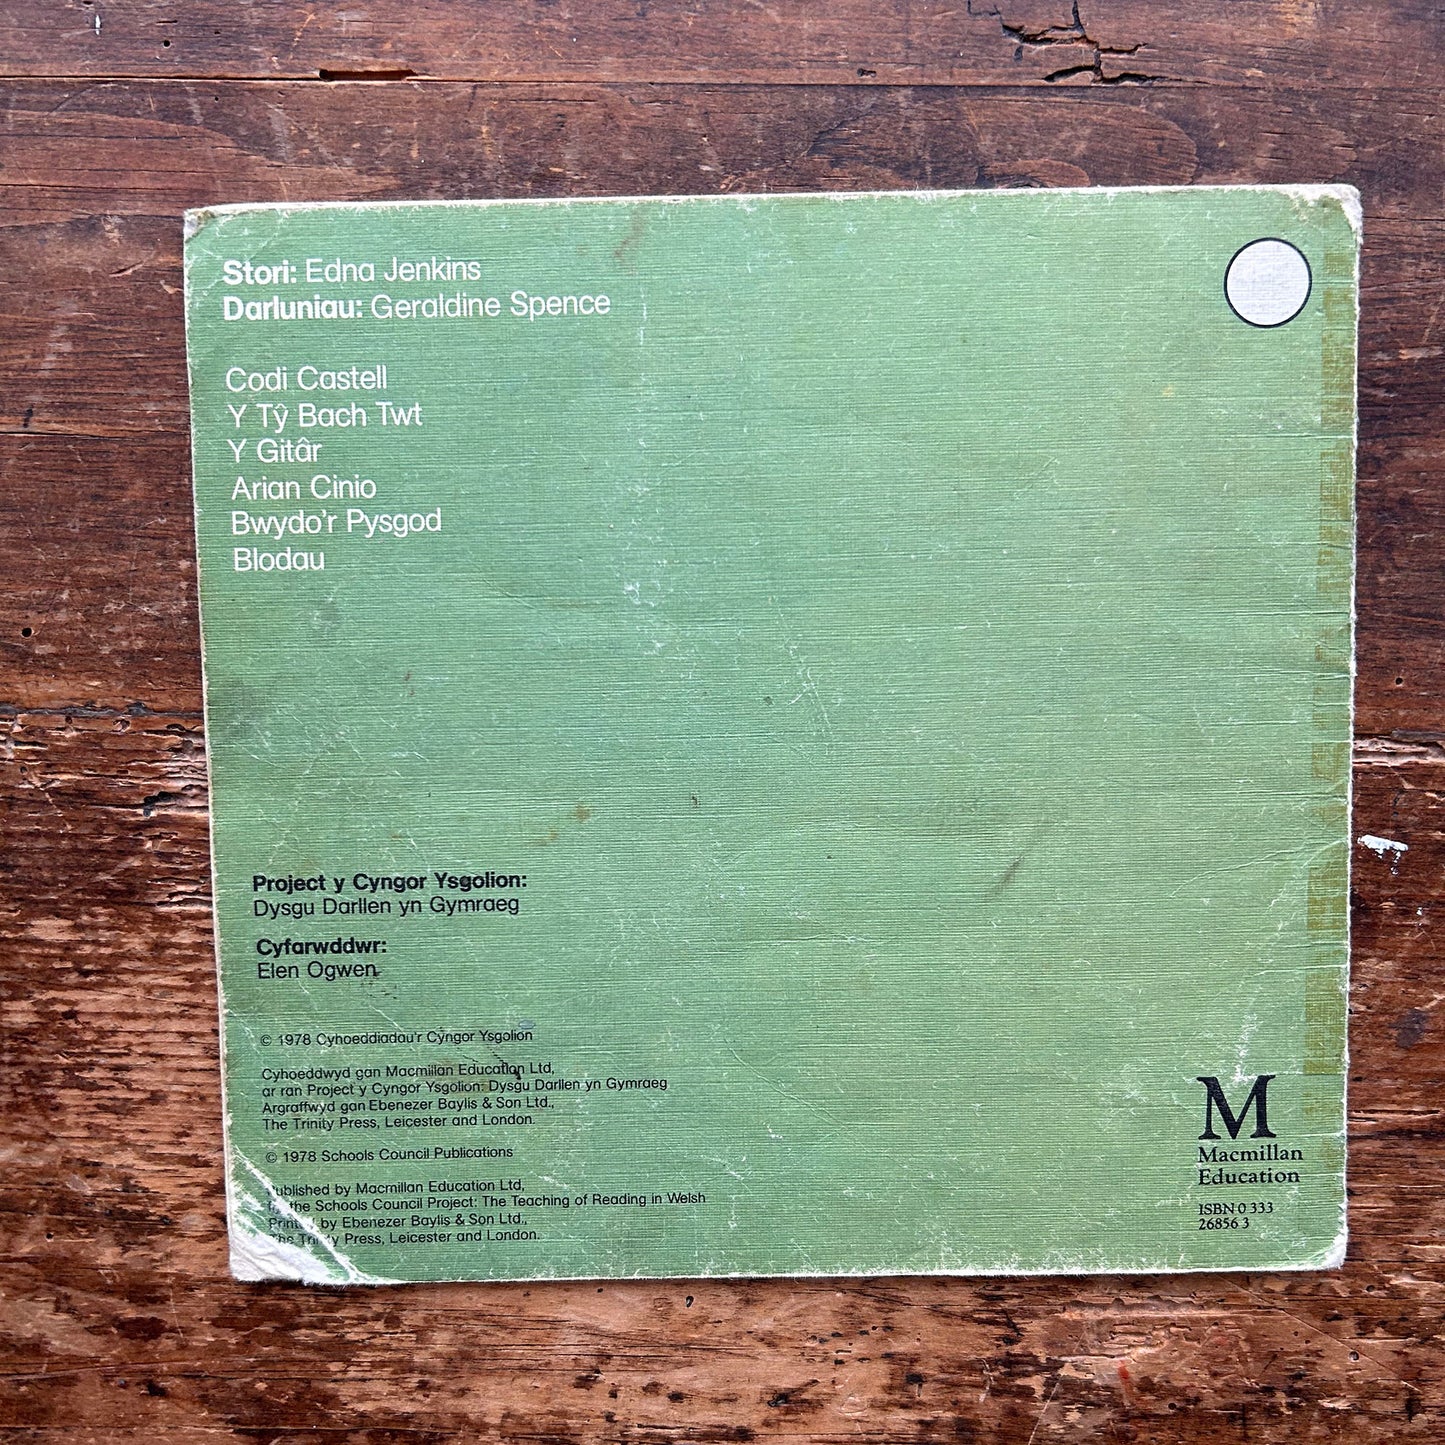 Stori: Edna Jenkins
Darluniau: Geraldine Spence
Codi Castell
Y Tŷ Bach Twt
Y Gitâr
Arian Cinio
Bwydo'r Pysgod
Blodau
Project y Cyngor Ysgolion:
Dysgu Darllen yn Gymraeg
Cyfarwddwr:
Elen Ogwen
© 1978 Cyhoeddiadau'r Cyngor Ysgolion
Cyhoeddwyd gan Macmillan Education Ltd,
ar ran Project y Cyngor Ysgolion: Dysgu Darllen yn Gymraeg
Argraffwyd gan Ebenezer Baylis & Son Ltd.,
The Trinity Press, Leicester and London.
© 1978 Schools Council Publications
Published by Macmillan Education Ltd,
the Schools Council Project: The Teaching of Reading in Welsh
Printed by Ebenezer Baylis & Son Ltd.,
The Trinity Press, Leicester and London.
M
Macmillan
Education
ISBN 0 333
26856 3